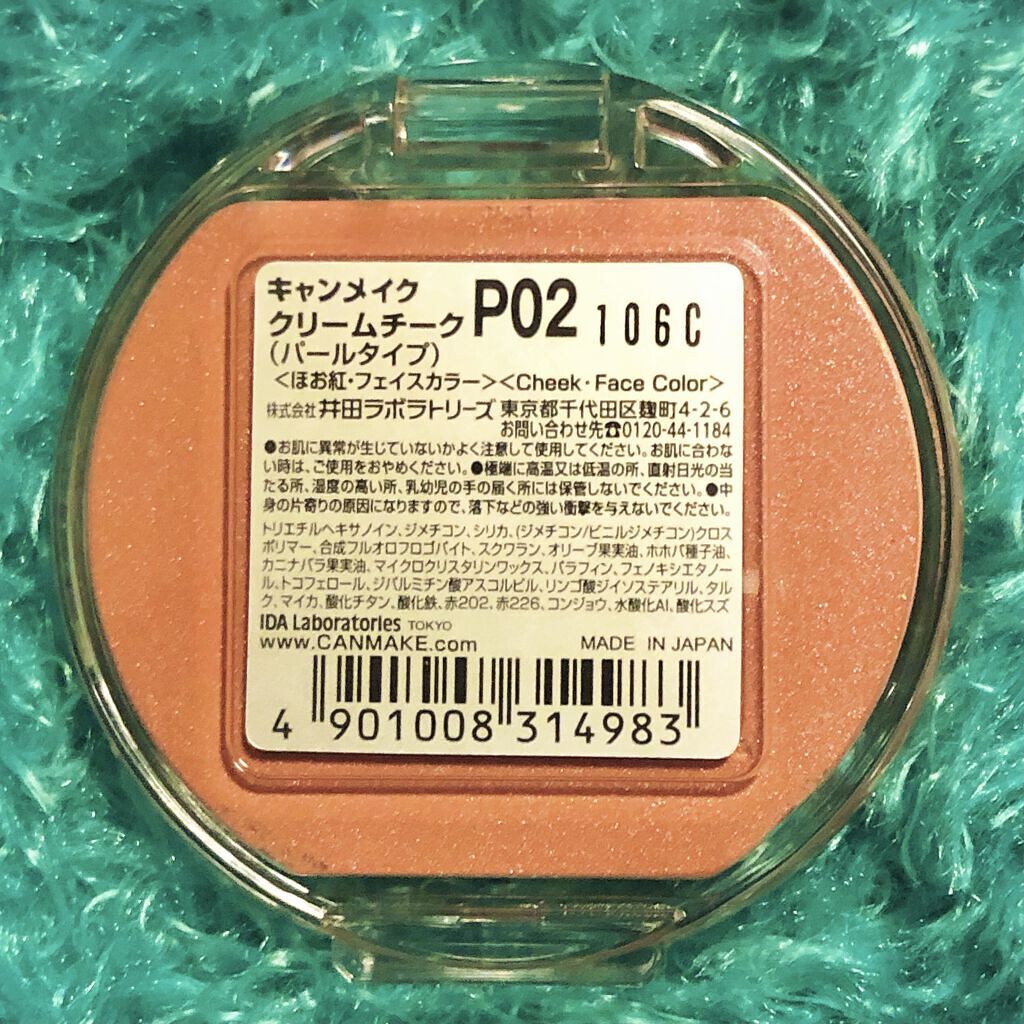 キャンメイク
クリームチーク P02 106C
(パールタイプ)
<ほお紅・フェイスカラー><Cheek・Face Color>
株式会社 井田ラボラトリーズ 東京都千代田区麹町4-2-6
お問い合わせ先☎0120-44-1184
●お肌に異常が生じていないかよく注意して使用してください。お肌に合わな
い時は、ご使用をおやめください。●極端に高温又は低温の所、直射日光の当
たる所、湿度の高い所、乳幼児の手の届く所には保管しないでください。●中
身の片寄りの原因になりますので、落下などの強い衝撃を与えないでください。
トリエチルヘキサノイン、ジメチコン、シリカ、(ジメチコン/ビニルジメチコン)クロス
ポリマー、合成フルオロフロゴパイト、スクワラン、オリーブ果実油、ホホバ種子油、
カニナバラ果実油、マイクロクリスタリンワックス、パラフィン、フェノキシエタノー
ル、トコフェロール、ジパルミチン酸アスコルビル、リンゴ酸ジイソステアリル、タル
ク、マイカ、酸化チタン、酸化鉄、赤202、赤226、コンジョウ、水酸化Al、酸化スズ
IDA Laboratories TOKYO
www.CANMAKE.com MADE IN JAPAN
4 901008 314983